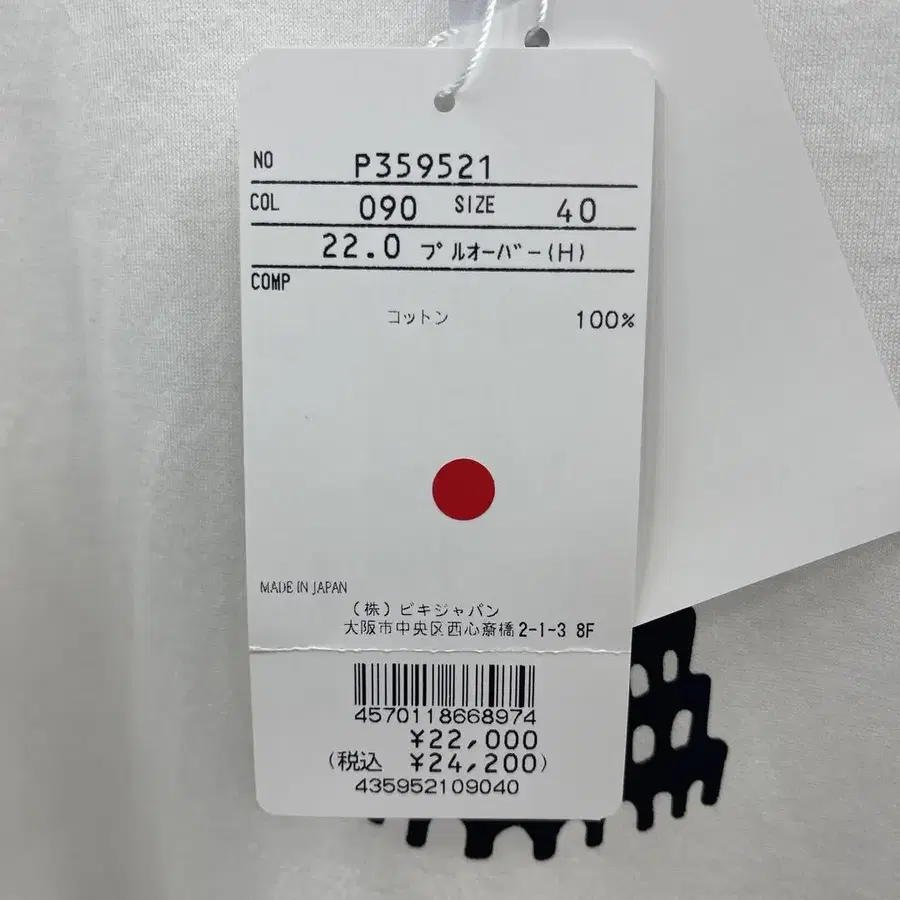 NO P359521
COL 090 SIZE 40
22.0 プルオーバー(H)
COMP
コットン 100%
MADE IN JAPAN
(株)ビキジャパン
大阪市中央区西心斎橋2-1-3 8F
4570118668974
¥22,000
(税込 ¥24,200)
435952109040